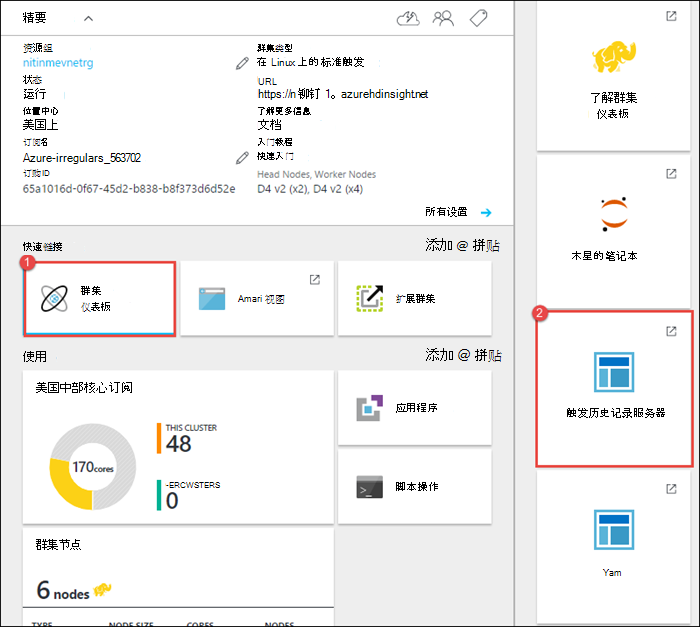 精要
资源组
nitinmevnetrg
状态
运行
位置中心
美国上
订阅名
Azure-irregulars_563702
订购ID
65a1016d-0f67-45d2-b838-b8f373d6d52e
群集类型
在 Linux 上的标准触发
URL
https://n 铆钉 1。azurehdinsightnet
了解更多信息
文档
入门教程
快速入门
Head Nodes, Worker Nodes
D4 v2 (x2), D4 v2 (x4)
所有设置
快速链接
添加 @ 拼贴
1
群集
仪表板
Amari 视图
扩展群集
使用
添加 @ 拼贴
美国中部核心订阅
170cores
THIS CLUSTER
48
-ERCWSTERS
0
应用程序
脚本操作
群集节点
6 nodes
TYPE
NODE SIZE
CORES
NODES
了解群集
仪表板
木星的笔记本
2
触发历史记录服务器
Yam